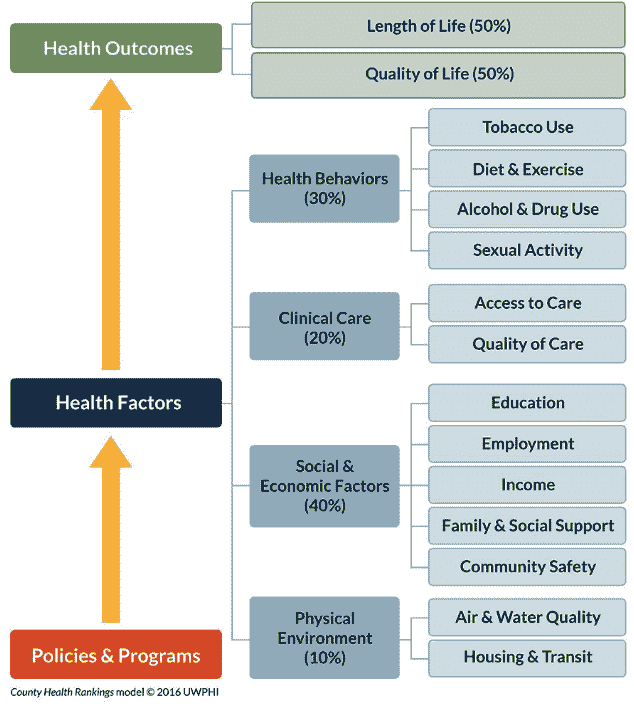 Health Outcomes
Length of Life (50%)
Quality of Life (50%)
Health Factors
Health Behaviors
(30%)
Tobacco Use
Diet & Exercise
Alcohol & Drug Use
Sexual Activity
Clinical Care
(20%)
Access to Care
Quality of Care
Social &
Economic Factors
(40%)
Education
Employment
Income
Family & Social Support
Community Safety
Physical
Environment
(10%)
Air & Water Quality
Housing & Transit
Policies & Programs
County Health Rankings model © 2016 UWPHI